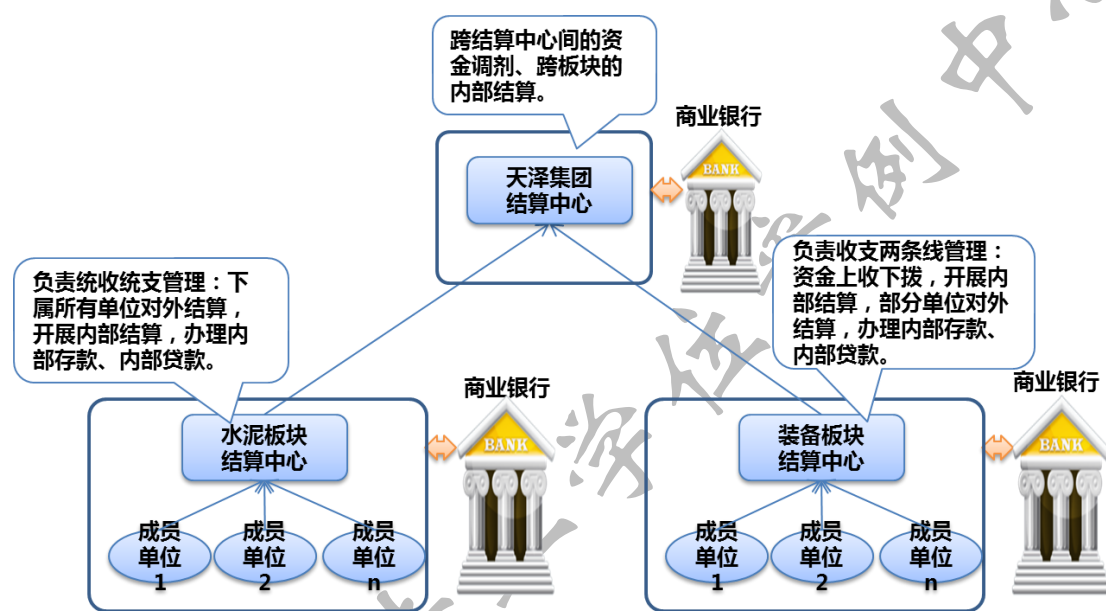 跨结算中心间的资
金调剂、跨板块的
内部结算。
商业银行
BANK
天泽集团
结算中心
负责统收统支管理：下
属所有单位对外结算，
开展内部结算，办理内
部存款、内部贷款。
负责收支两条线管理：
资金上收下拨，开展内
部结算，部分单位对外
结算，办理内部存款、
内部贷款。
商业银行
BANK
水泥板块
结算中心
成员
单位
1
成员
单位
2
成员
单位
n
商业银行
BANK
装备板块
结算中心
成员
单位
1
成员
单位
2
成员
单位
n
学位案例中